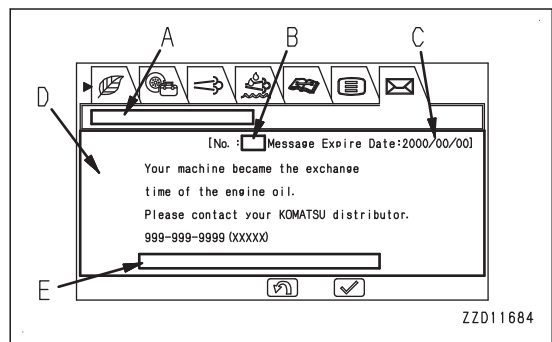 A B C
D
[No. : Message Expire Date:2000/00/00]
Your machine became the exchange
time of the engine oil.
Please contact your KOMATSU distributor.
999-999-9999 (XXXXX)
E
ZZD11684